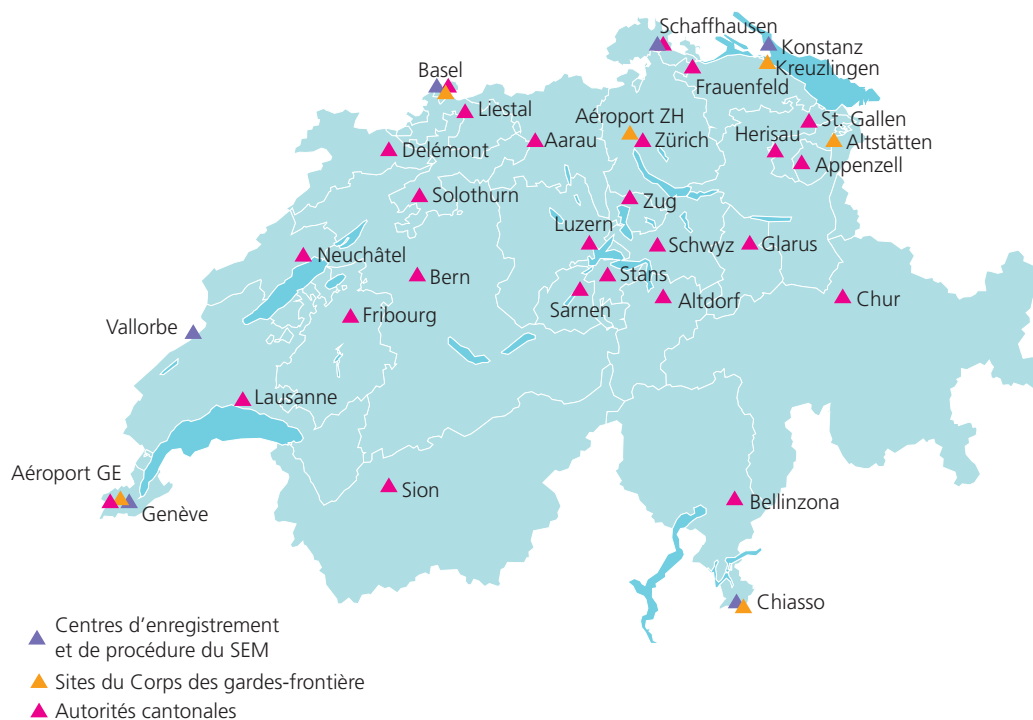 Schaffhausen
Konstanz
Kreuzlingen
Frauenfeld
Basel
Liestal
Aéroport ZH
Zürich
Aarau
Delémont
St. Gallen
Herisau
Altstätten
Appenzell
Solothurn
Zug
Luzern
Schwyz
Glarus
Neuchâtel
Bern
Stans
Sarnen
Altdorf
Chur
Fribourg
Vallorbe
Lausanne
Aéroport GE
Genève
Sion
Bellinzona
Chiasso
Centres d'enregistrement
et de procédure du SEM
Sites du Corps des gardes-frontière
Autorités cantonales